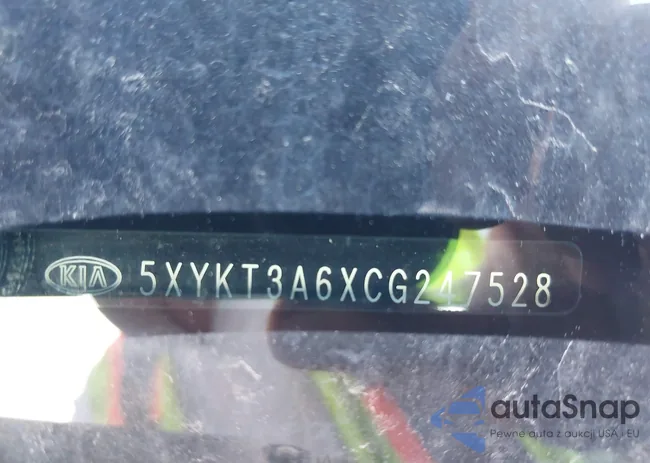 KIA 5XYKT3A6XCG247528
autaSnap
Pewne auta z aukcji USA i EU